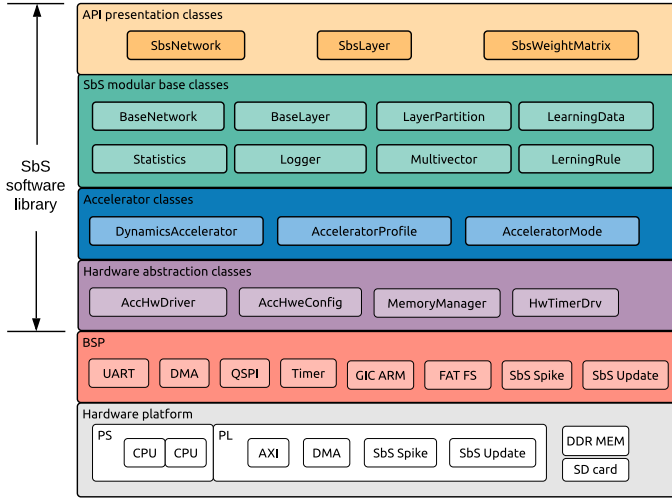 API presentation classes
SbsNetwork SbsLayer SbsWeightMatrix
SbS modular base classes
BaseNetwork BaseLayer LayerPartition LearningData
Statistics Logger Multivector LerningRule
SbS
software
library
Accelerator classes
DynamicsAccelerator AcceleratorProfile AcceleratorMode
Hardware abstraction classes
AccHwDriver AccHweConfig MemoryManager HwTimerDrv
BSP
UART DMA QSPI Timer GIC ARM FAT FS SbS Spike SbS Update
Hardware platform
PS PL
CPU CPU AXI DMA SbS Spike SbS Update
DDR MEM
SD card